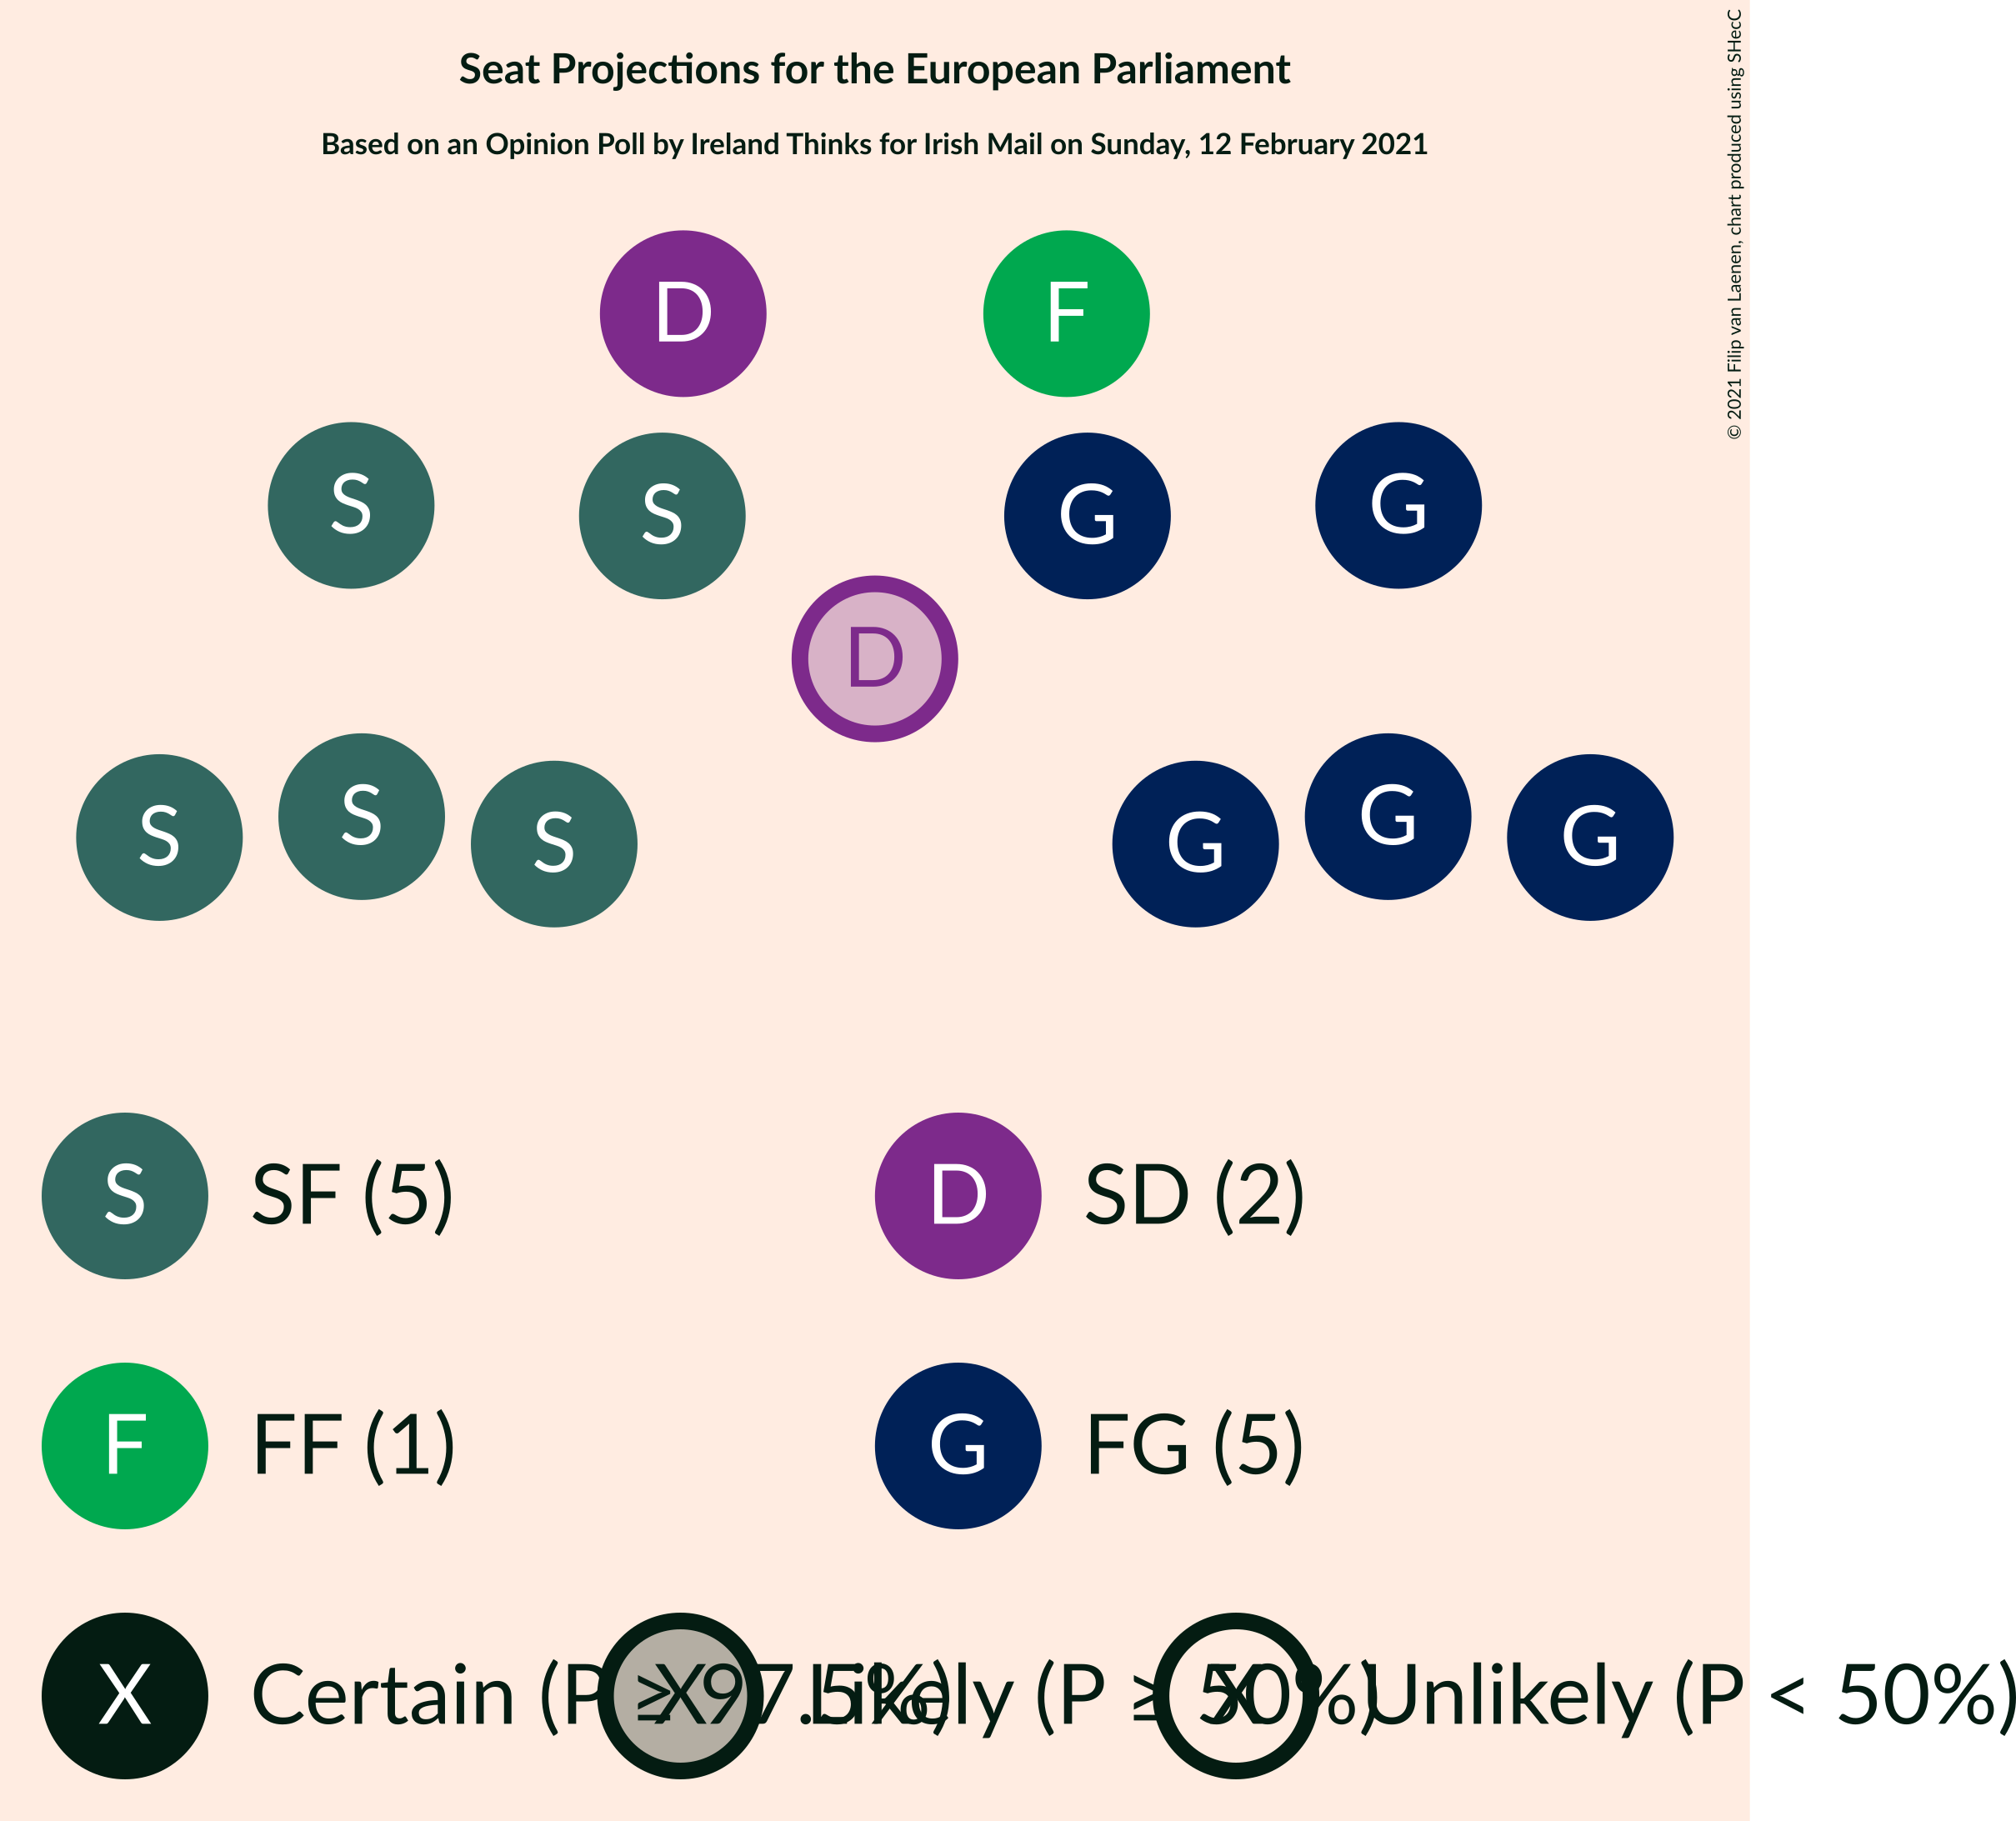 Seat Projections for the European Parliament
Based on an Opinion Poll by Ireland Thinks for Irish Mail on Sunday, 12 February 2021
© 2021 Filip van Laenen, chart produced using SHecC
D F
S S G G
D
S S S G G G
S SF (5) D SD (2)
F FF (1) G FG (5)
X Certain (P ≥ 97.5%) X Likely (P ≥ 50%) X Unlikely (P < 50%)